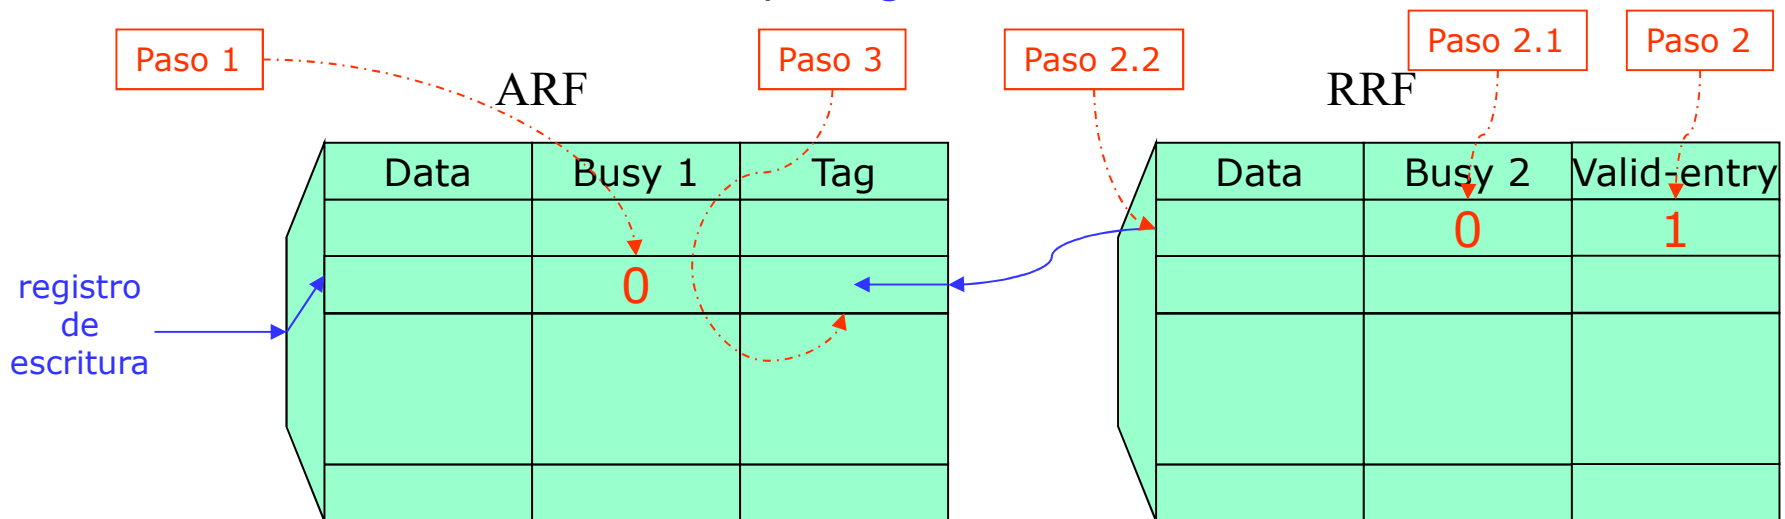 Paso 1
Paso 3
Paso 2.2
Paso 2.1
Paso 2
ARF
RRF
Data Busy 1 Tag
Data Busy 2 Valid-entry
0 1
0
registro
de
escritura